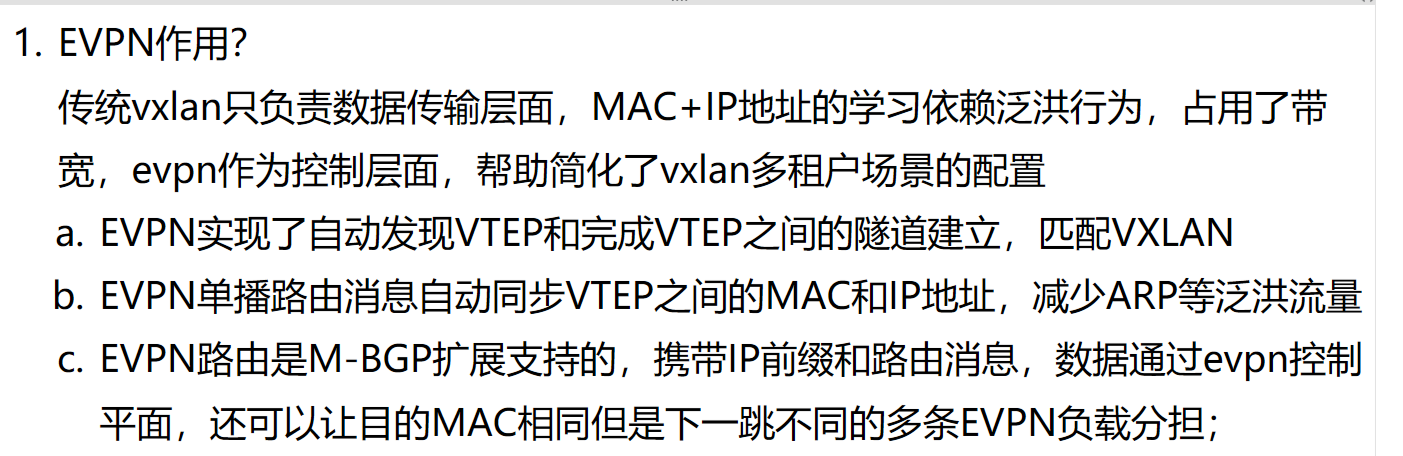 1. EVPN作用？
传统vxlan只负责数据传输层面，MAC+IP地址的学习依赖泛洪行为，占用了带
宽，evpn作为控制层面，帮助简化了vxlan多租户场景的配置
a. EVPN实现了自动发现VTEP和完成VTEP之间的隧道建立，匹配VXLAN
b. EVPN单播路由消息自动同步VTEP之间的MAC和IP地址，减少ARP等泛洪流量
c. EVPN路由是M-BGP扩展支持的，携带IP前缀和路由消息，数据通过evpn控制
平面，还可以让目的MAC相同但是下一跳不同的多条EVPN负载分担；